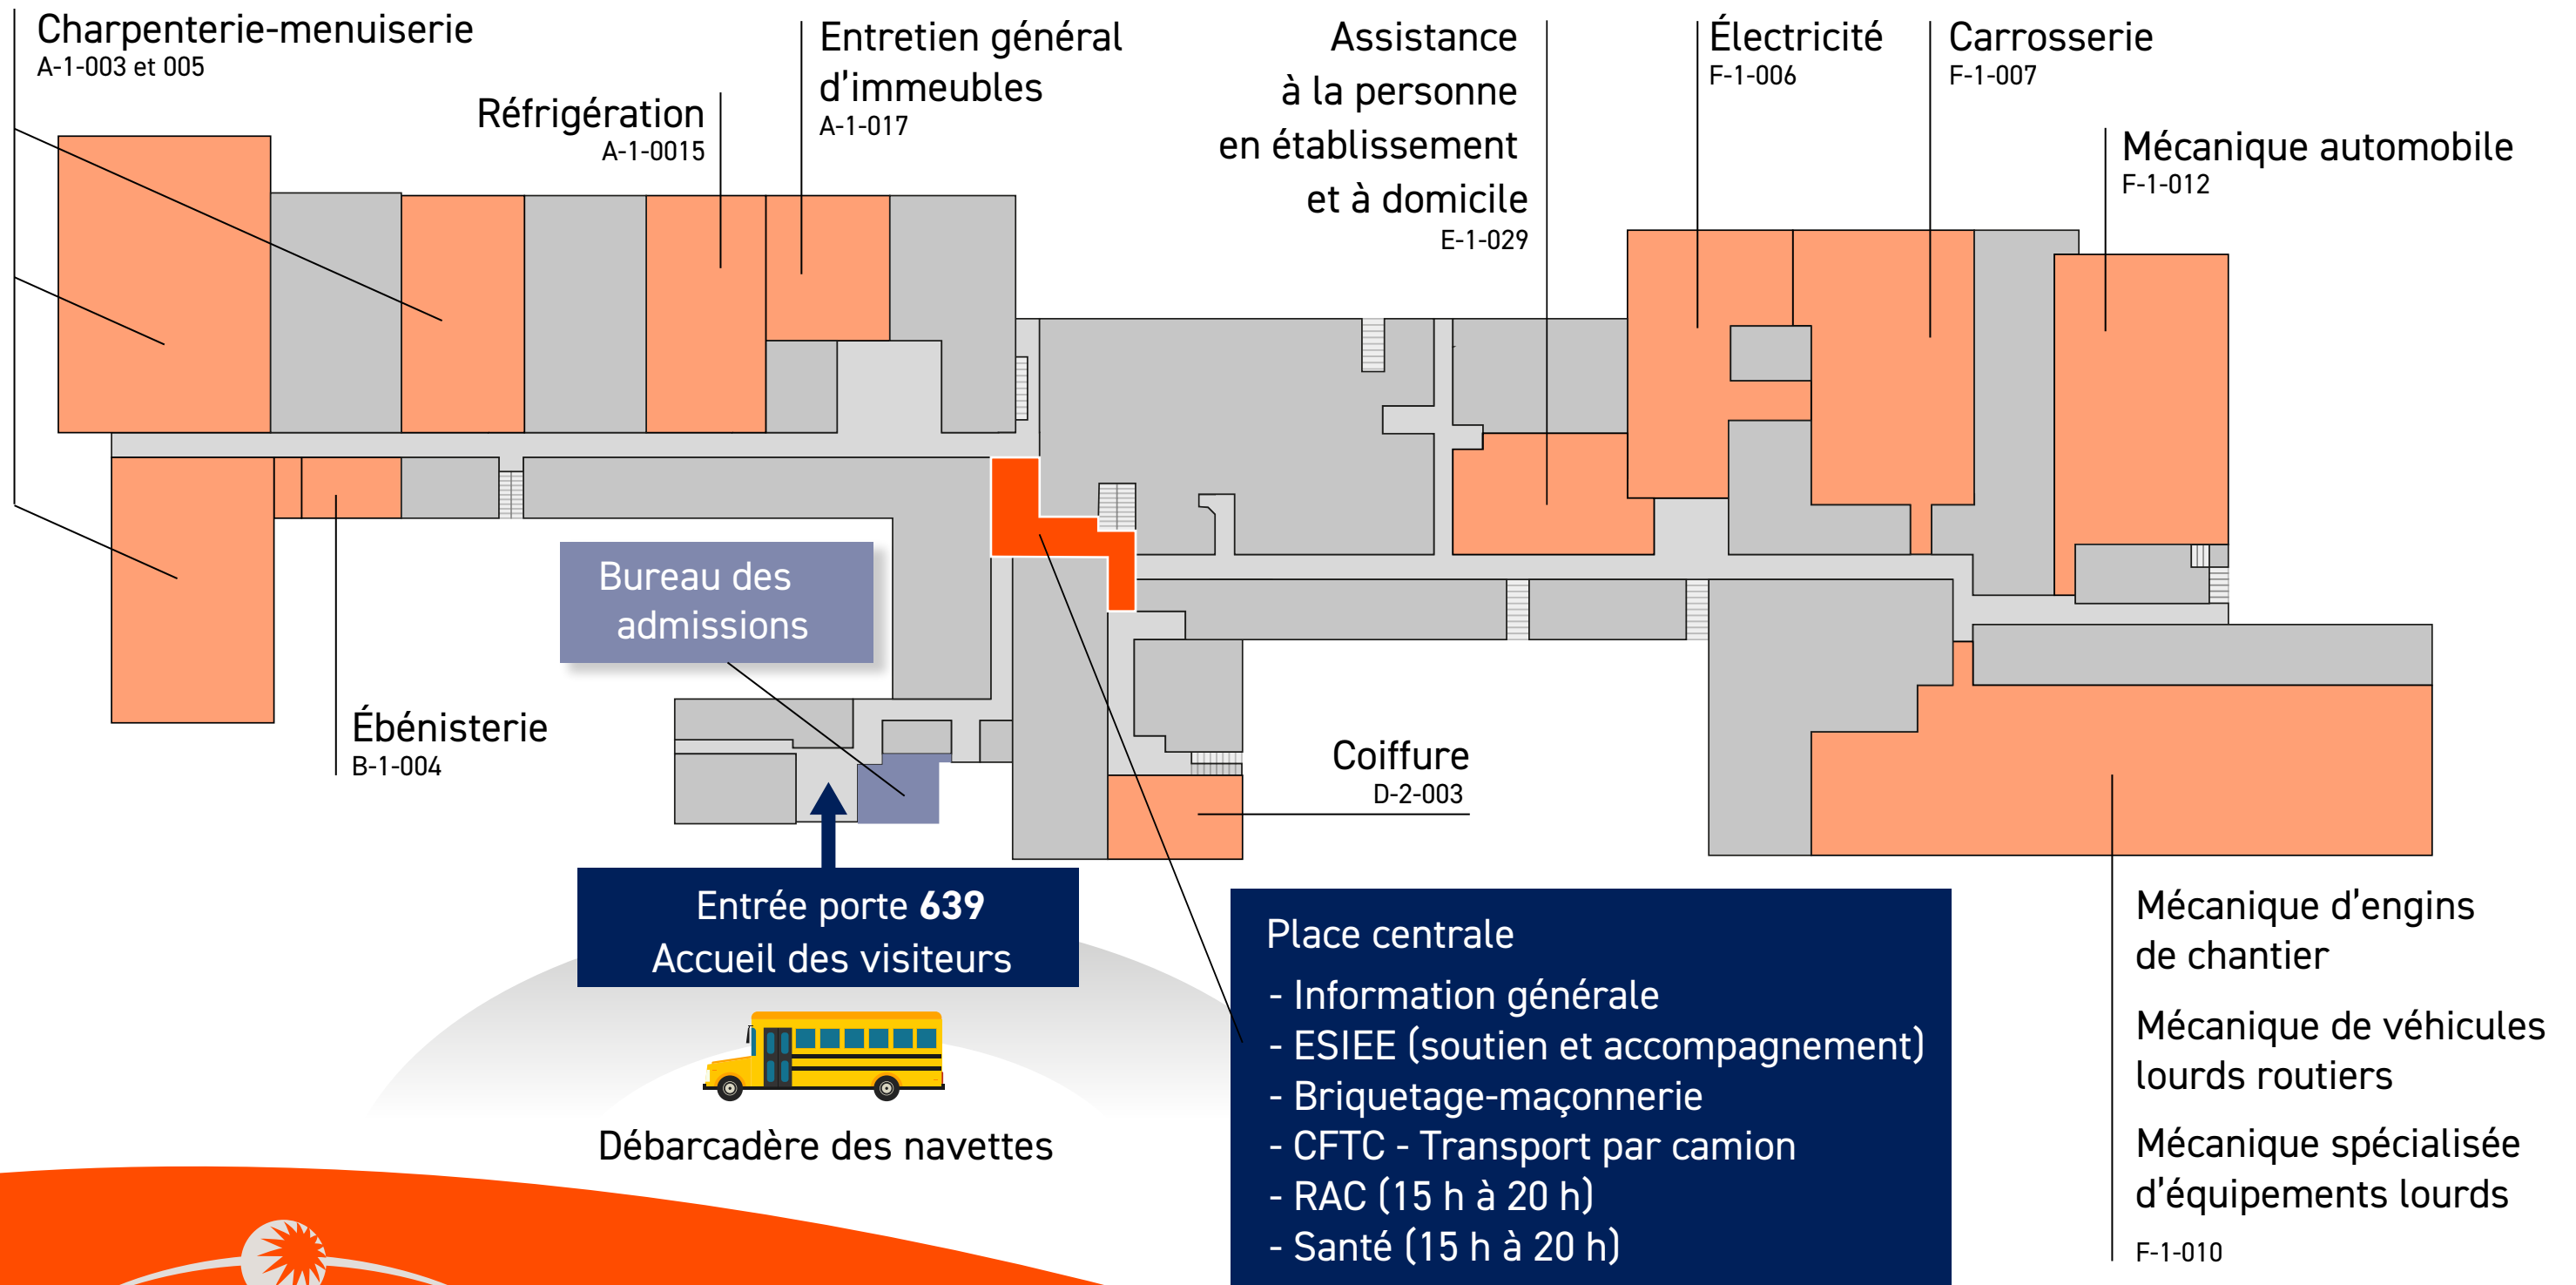 Charpenterie-menuiserie
A-1-003 et 005
Réfrigération
A-1-0015
Entretien général
d'immeubles
A-1-017
Assistance
à la personne
en établissement
et à domicile
E-1-029
Électricité
F-1-006
Carrosserie
F-1-007
Mécanique automobile
F-1-012
Bureau des
admissions
Ébénisterie
B-1-004
Coiffure
D-2-003
Entrée porte 639
Accueil des visiteurs
Débarcadère des navettes
Place centrale
- Information générale
- ESIEE (soutien et accompagnement)
- Briquetage-maçonnerie
- CFTC - Transport par camion
- RAC (15 h à 20 h)
- Santé (15 h à 20 h)
Mécanique d'engins
de chantier
Mécanique de véhicules
lourds routiers
Mécanique spécialisée
d'équipements lourds
F-1-010